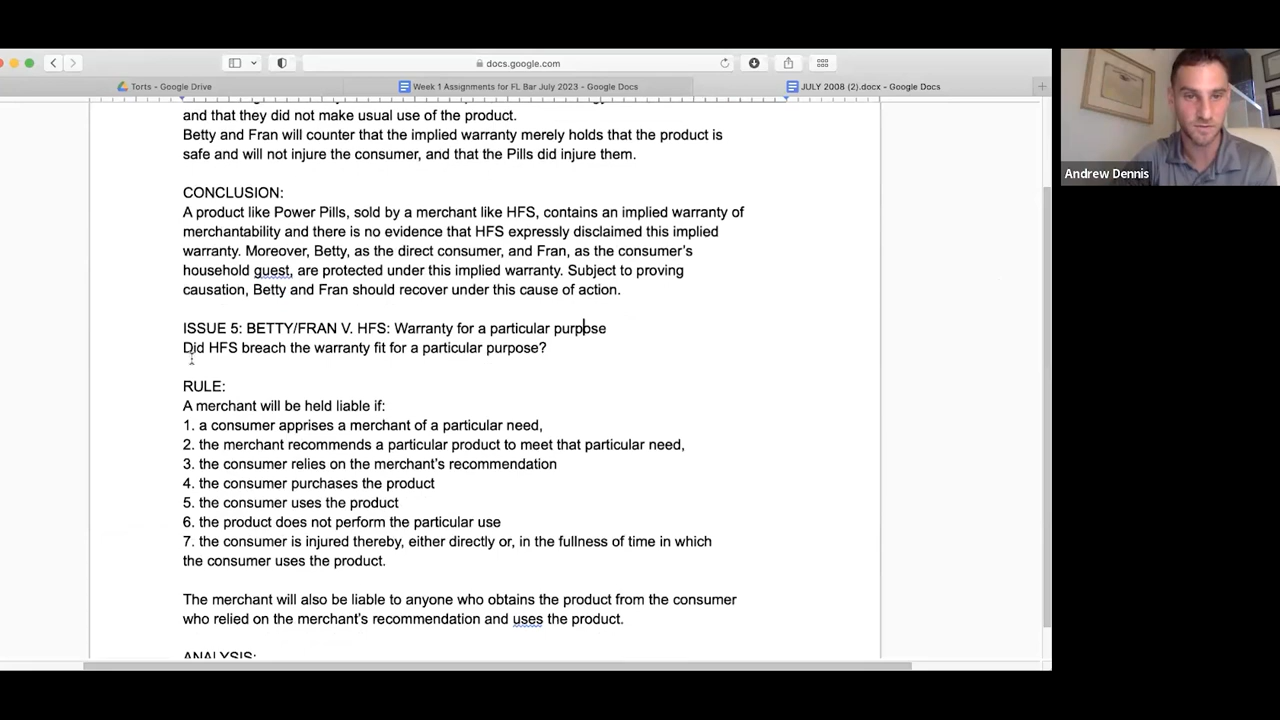 docs.google.com
Torts - Google Drive
Week 1 Assignments for FL Bar July 2023 - Google Docs
JULY 2008 (2).docx - Google Docs
and that they did not make usual use of the product.
Betty and Fran will counter that the implied warranty merely holds that the product is
safe and will not injure the consumer, and that the Pills did injure them.
CONCLUSION:
A product like Power Pills, sold by a merchant like HFS, contains an implied warranty of
merchantability and there is no evidence that HFS expressly disclaimed this implied
warranty. Moreover, Betty, as the direct consumer, and Fran, as the consumer's
household guest, are protected under this implied warranty. Subject to proving
causation, Betty and Fran should recover under this cause of action.
ISSUE 5: BETTY/FRAN V. HFS: Warranty for a particular purpose
Did HFS breach the warranty fit for a particular purpose?
RULE:
A merchant will be held liable if:
1. a consumer apprises a merchant of a particular need,
2. the merchant recommends a particular product to meet that particular need,
3. the consumer relies on the merchant's recommendation
4. the consumer purchases the product
5. the consumer uses the product
6. the product does not perform the particular use
7. the consumer is injured thereby, either directly or, in the fullness of time in which
the consumer uses the product.
The merchant will also be liable to anyone who obtains the product from the consumer
who relied on the merchant's recommendation and uses the product.
ANALYSIS:
Andrew Dennis